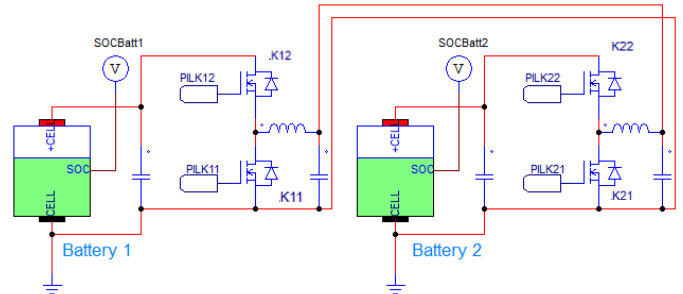 SOCBatt1
V
.K12
PILK12
+CELL
SOC
PILK11
CELL
.K11
Battery 1
SOCBatt2
V
K22
PILK22
+CELL
SOC
PILK21
CELL
.K21
Battery 2